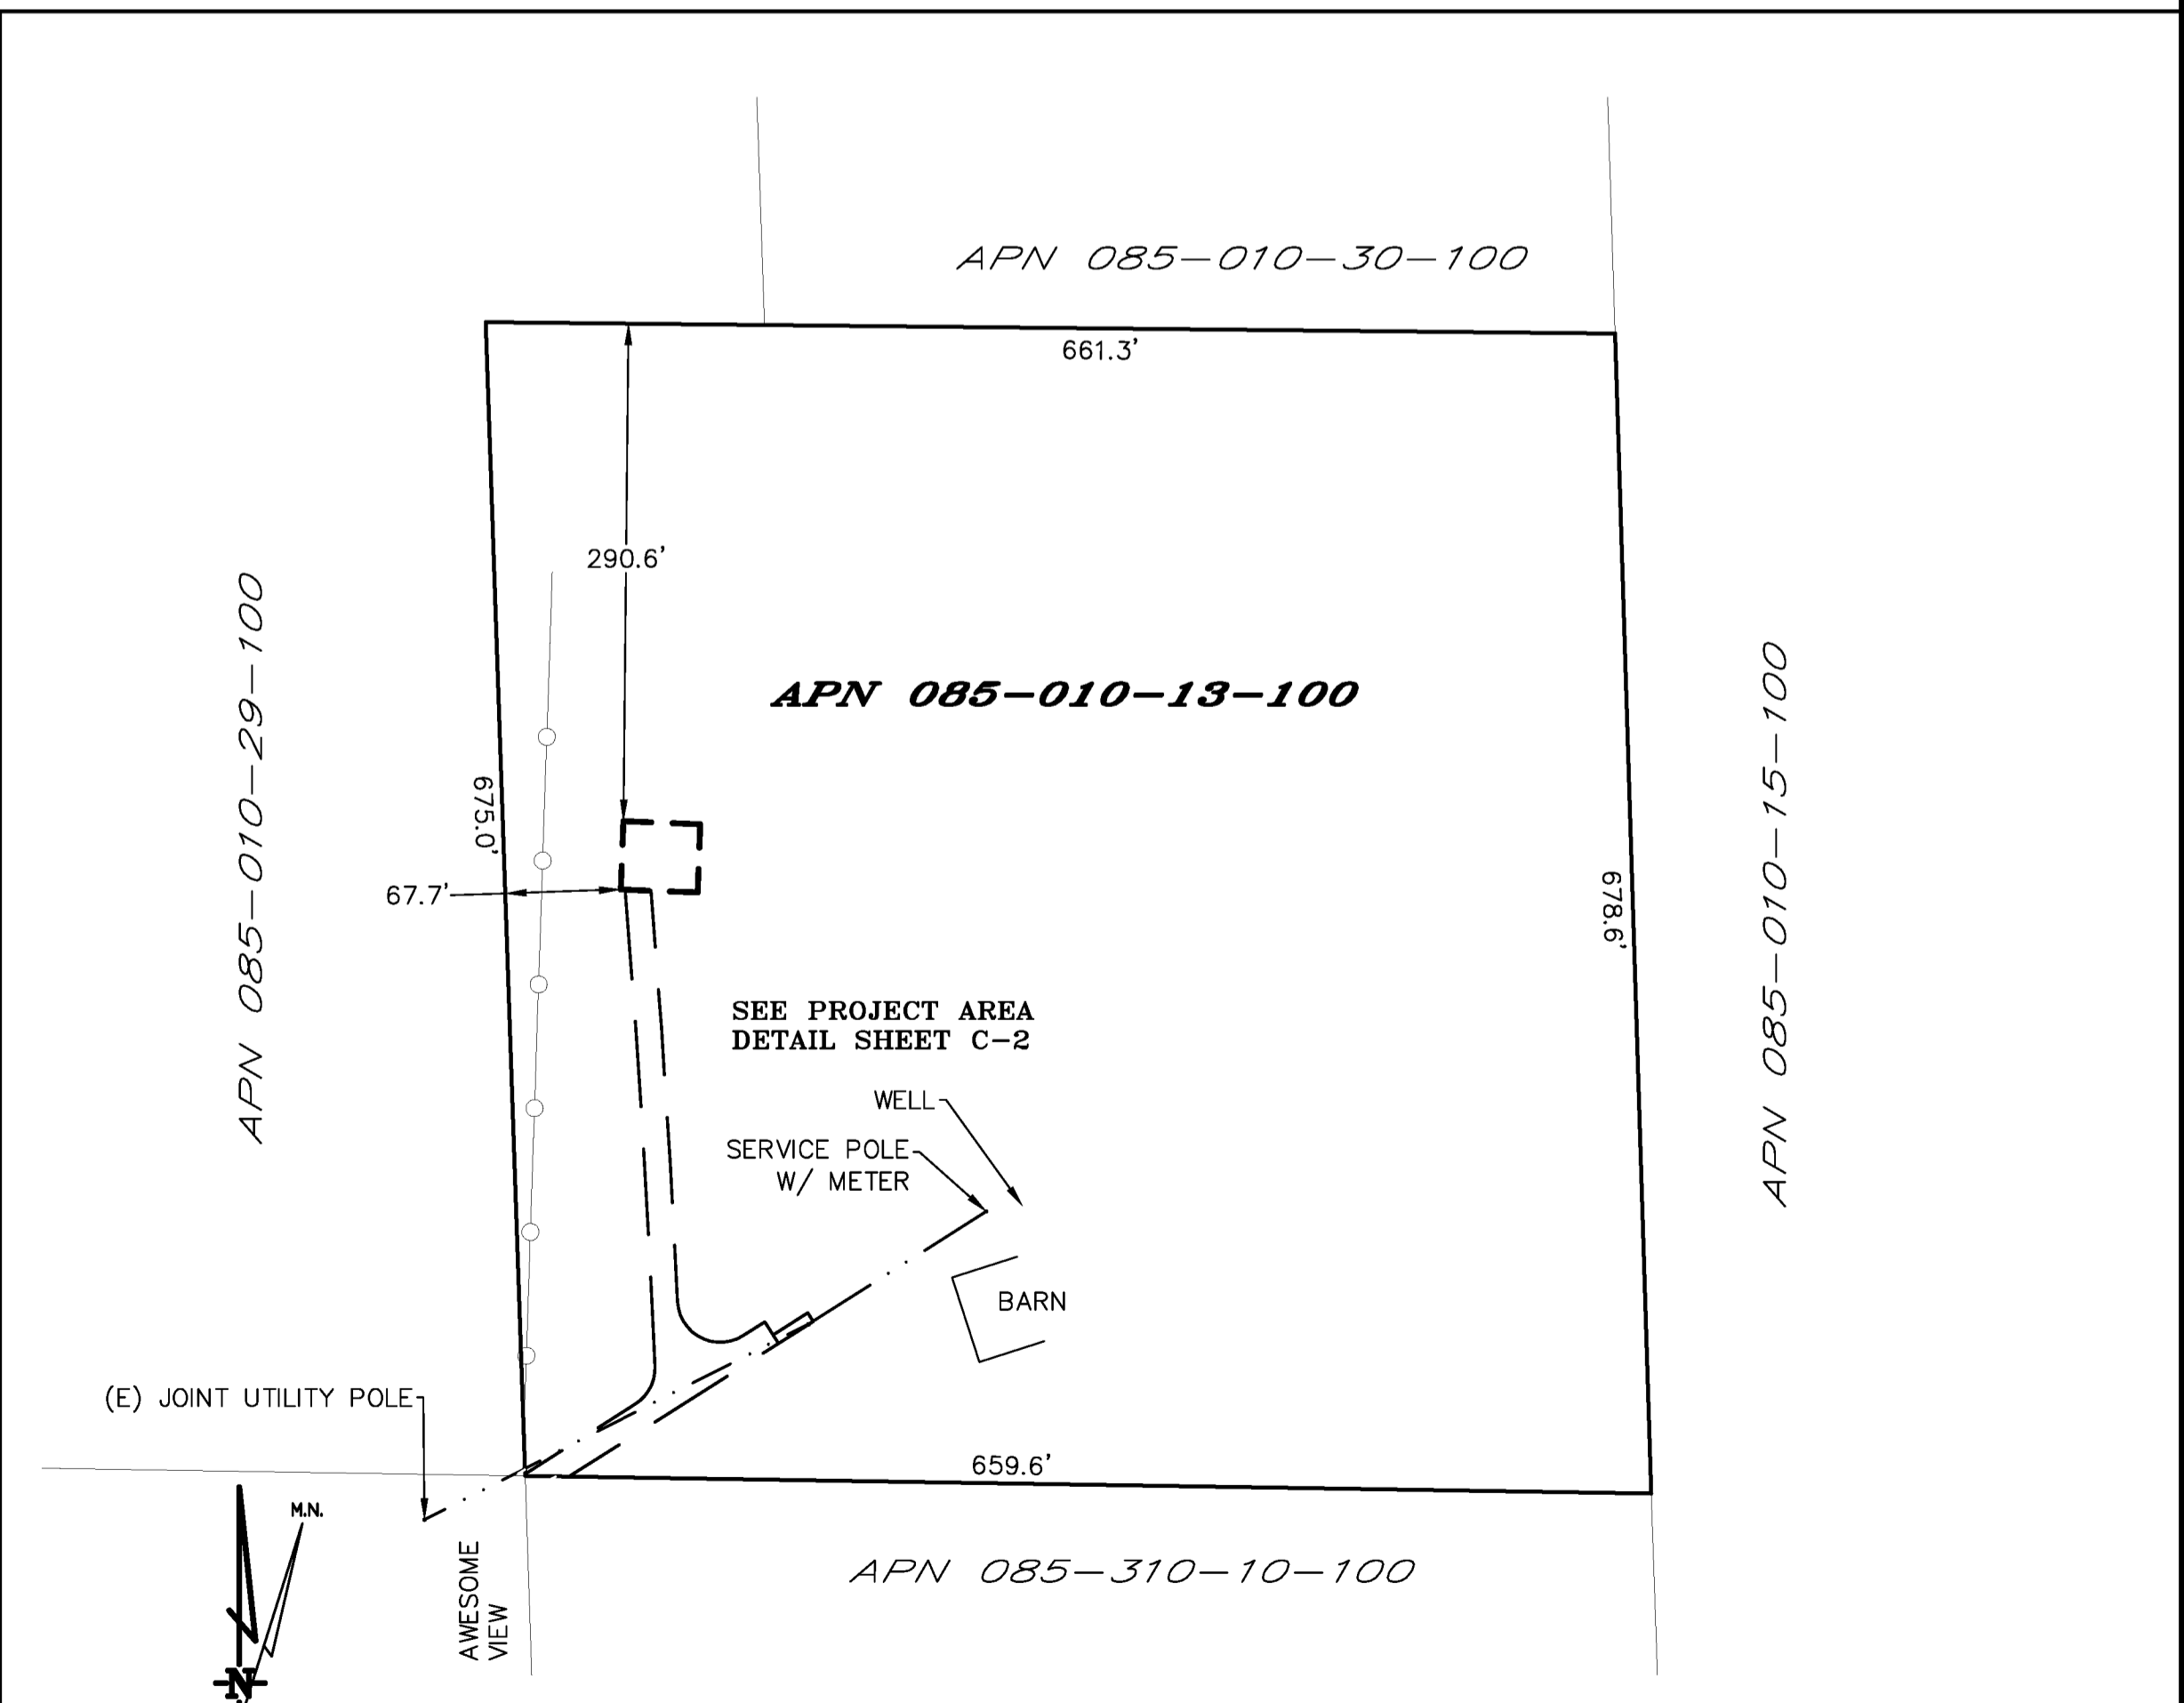 APN 085-010-30-100
661.3'
290.6'
APN 085-010-29-100
APN 085-010-13-100
APN 085-010-15-100
675.0'
67.7'
678.6'
SEE PROJECT AREA
DETAIL SHEET C-2
WELL
SERVICE POLE
W/ METER
BARN
(E) JOINT UTILITY POLE
659.6'
M.N.
AWESOME
VIEW
APN 085-310-10-100
N